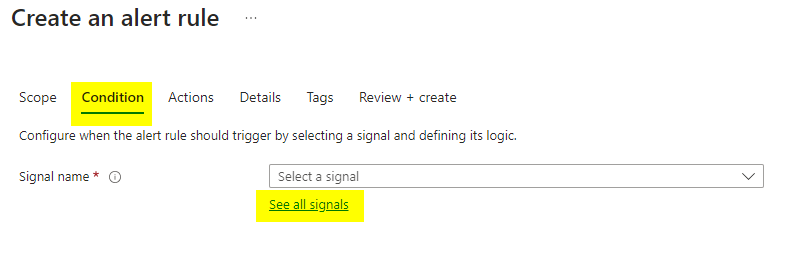 Create an alert rule ...
Scope Condition Actions Details Tags Review + create
Configure when the alert rule should trigger by selecting a signal and defining its logic.
Signal name * Select a signal
See all signals